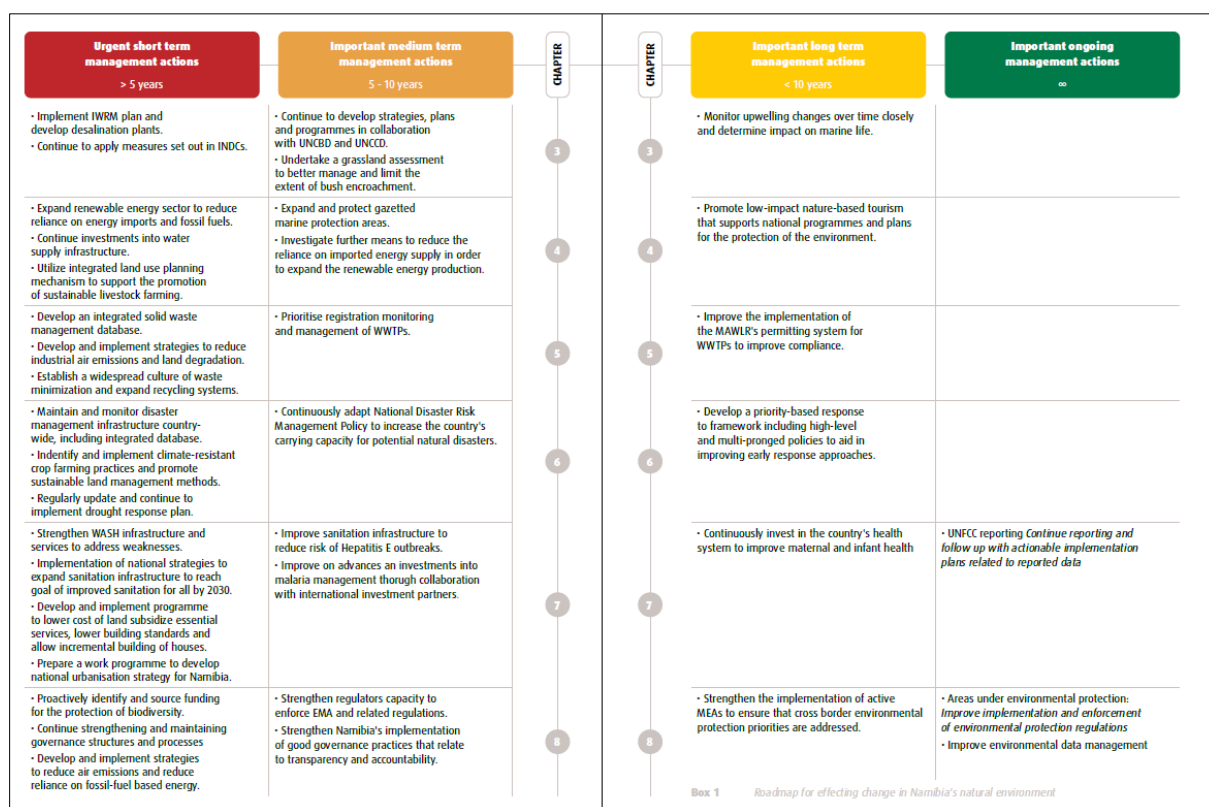 Urgent short term
management actions
> 5 years
Important medium term
management actions
5 - 10 years
CHAPTER
CHAPTER
Important long term
management actions
< 10 years
Important ongoing
management actions
∞
· Implement IWRM plan and
develop desalination plants.
· Continue to apply measures set out in INDCs.
· Continue to develop strategies, plans
and programmes in collaboration
with UNCBD and UNCCD.
· Undertake a grassland assessment
to better manage and limit the
extent of bush encroachment.
3
3
· Monitor upwelling changes over time closely
and determine impact on marine life.
· Expand renewable energy sector to reduce
reliance on energy imports and fossil fuels.
· Continue investments into water
supply infrastructure.
· Utilize integrated land use planning
mechanism to support the promotion
of sustainable livestock farming.
· Expand and protect gazetted
marine protection areas.
· Investigate further means to reduce the
reliance on imported energy supply in order
to expand the renewable energy production.
4
4
· Promote low-impact nature-based tourism
that supports national programmes and plans
for the protection of the environment.
· Develop an integrated solid waste
management database.
· Develop and implement strategies to reduce
industrial air emissions and land degradation.
· Establish a widespread culture of waste
minimization and expand recycling systems.
· Prioritise registration monitoring
and management of WWTPs.
5
5
· Improve the implementation of
the MAWLR's permitting system for
WWTPs to improve compliance.
· Maintain and monitor disaster
management infrastructure country-
wide, including integrated database.
· Indentify and implement climate-resistant
crop farming practices and promote
sustainable land management methods.
· Regularly update and continue to
implement drought response plan.
· Continuously adapt National Disaster Risk
Management Policy to increase the country's
carrying capacity for potential natural disasters.
6
6
· Develop a priority-based response
to framework including high-level
and multi-pronged policies to aid in
improving early response approaches.
· Strengthen WASH infrastructure and
services to address weaknesses.
· Implementation of national strategies to
expand sanitation infrastructure to reach
goal of improved sanitation for all by 2030.
· Develop and implement programme
to lower cost of land subsidize essential
services, lower building standards and
allow incremental building of houses.
· Prepare a work programme to develop
national urbanisation strategy for Namibia.
· Improve sanitation infrastructure to
reduce risk of Hepatitis E outbreaks.
· Improve on advances an investments into
malaria management thorugh collaboration
with international investment partners.
7
7
· Continuously invest in the country's health
system to improve maternal and infant health
· UNFCC reporting Continue reporting and
follow up with actionable implementation
plans related to reported data
· Proactively identify and source funding
for the protection of biodiversity.
· Continue strengthening and maintaining
governance structures and processes
· Develop and implement strategies
to reduce air emissions and reduce
reliance on fossil-fuel based energy.
· Strengthen regulators capacity to
enforce EMA and related regulations.
· Strengthen Namibia's implementation
of good governance practices that relate
to transparency and accountability.
8
8
· Strengthen the implementation of active
MEAs to ensure that cross border environmental
protection priorities are addressed.
· Areas under environmental protection:
Improve implementation and enforcement
of environmental protection regulations
· Improve environmental data management
Box 1 Roadmap for effecting change in Namibia's natural environment